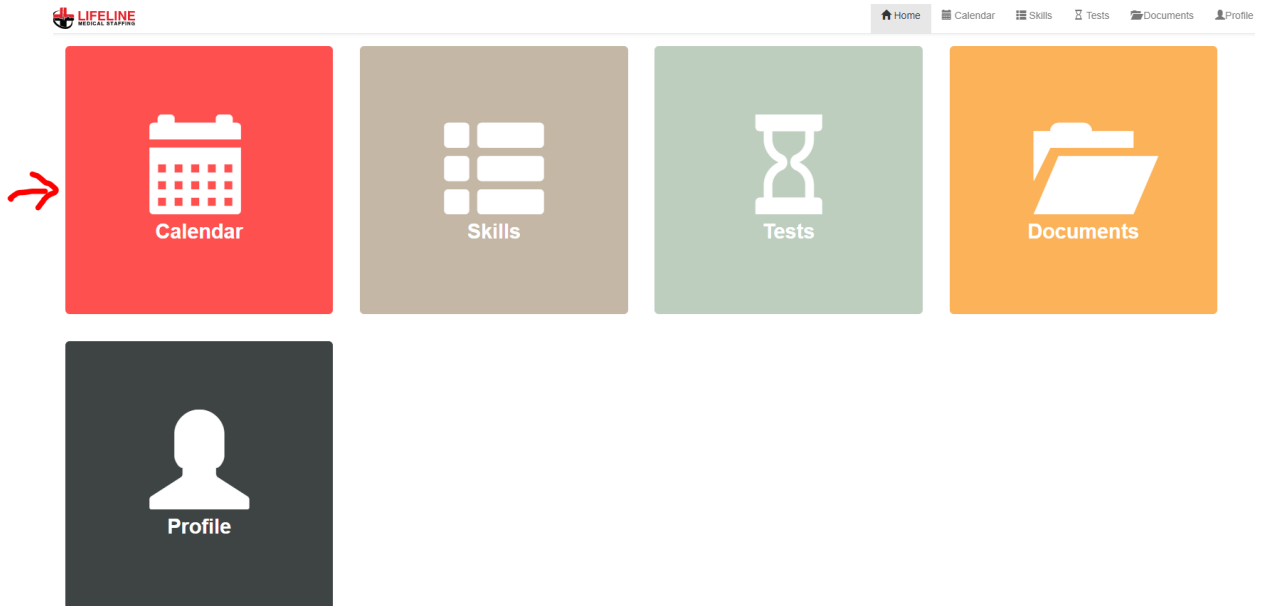 LIFELINE
MEDICAL STAFFING
Home Calendar Skills Tests Documents Profile
Calendar
Skills
Tests
Documents
Profile